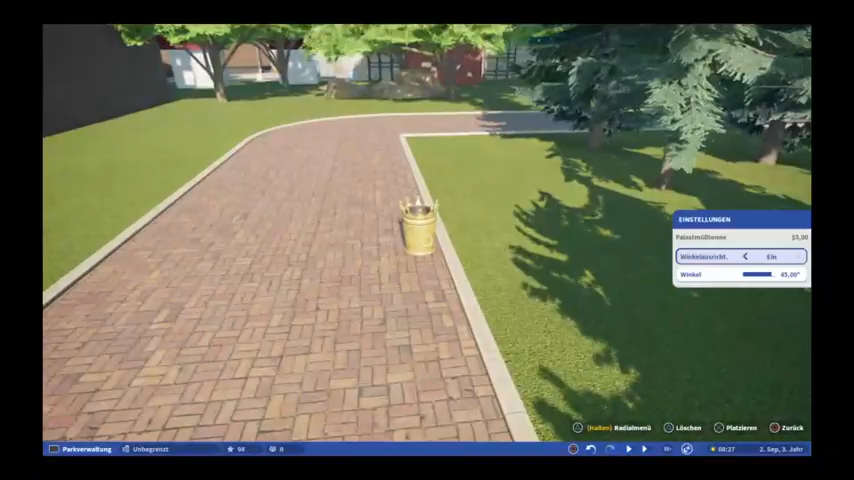 EINSTELLUNGEN
Palastmülltonne $5,00
Winkelausricht. Ein
Winkel 45,00°
(Halten) Radialmenü Löschen Platzieren Zurück
Parkverwaltung Unbegrenzt 94 0 08:27 2. Sep, 3. Jahr